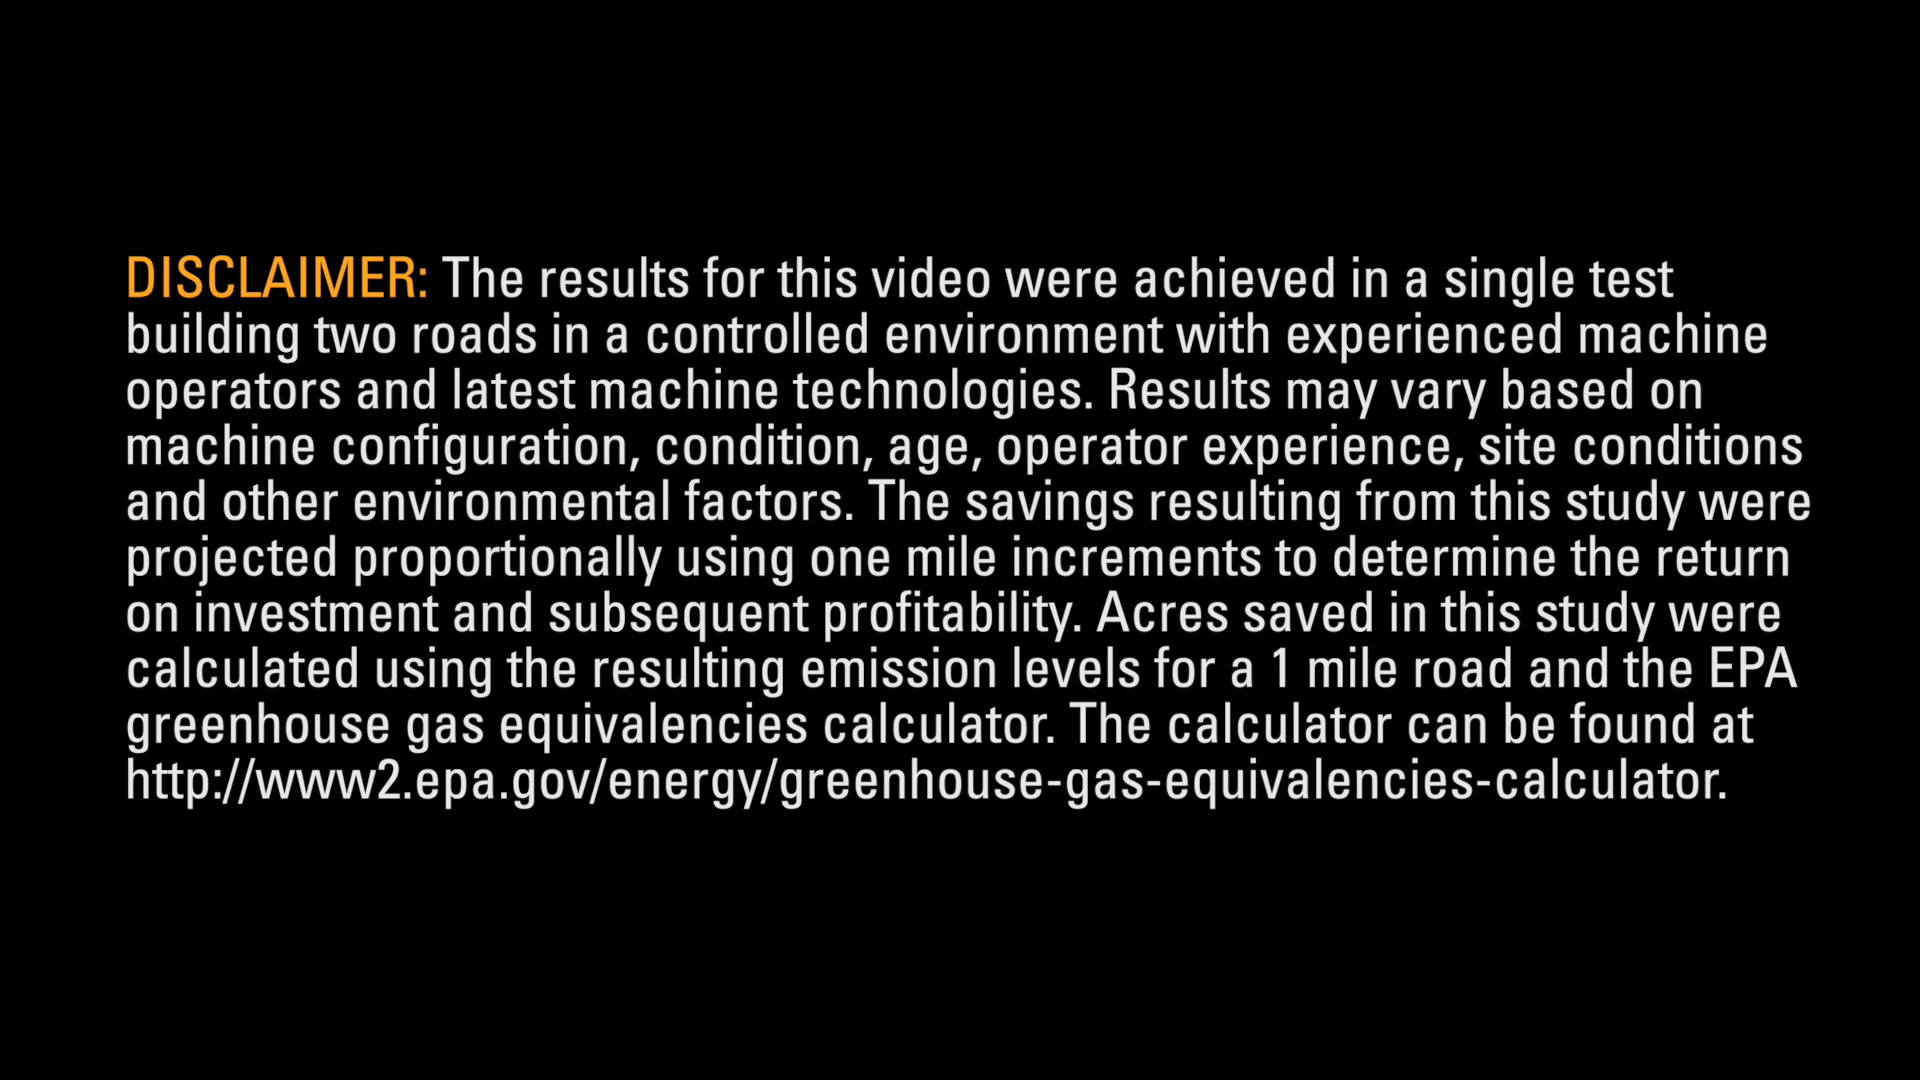 DISCLAIMER: The results for this video were achieved in a single test
building two roads in a controlled environment with experienced machine
operators and latest machine technologies. Results may vary based on
machine configuration, condition, age, operator experience, site conditions
and other environmental factors. The savings resulting from this study were
projected proportionally using one mile increments to determine the return
on investment and subsequent profitability. Acres saved in this study were
calculated using the resulting emission levels for a 1 mile road and the EPA
greenhouse gas equivalencies calculator. The calculator can be found at
http://www2.epa.gov/energy/greenhouse-gas-equivalencies-calculator.